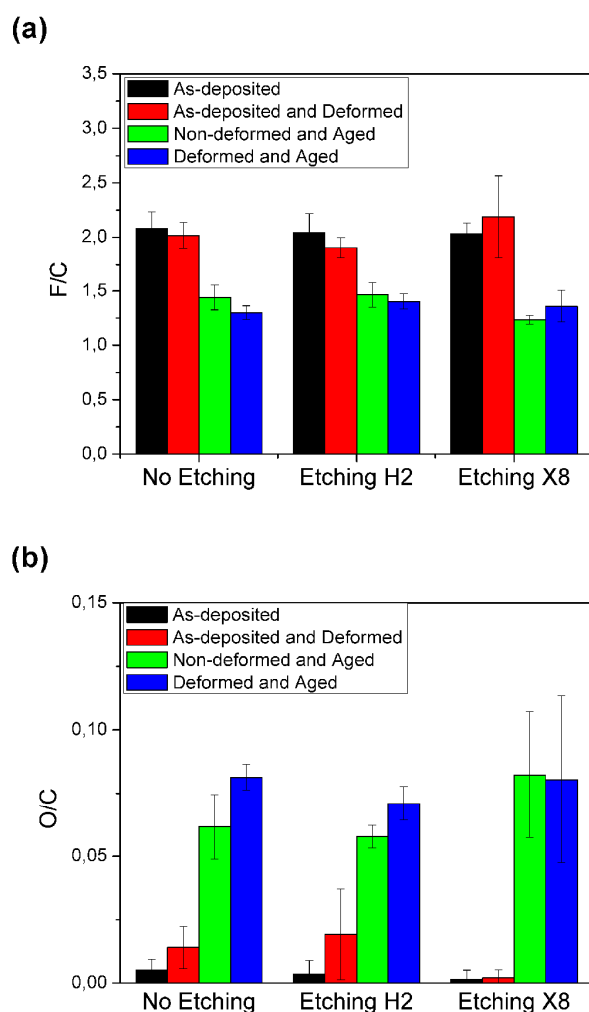 (a)
3,5
3,0
2,5
2,0
1,5
1,0
0,5
0,0
F/C
As-deposited
As-deposited and Deformed
Non-deformed and Aged
Deformed and Aged
No Etching Etching H2 Etching X8
(b)
0,15
0,10
0,05
0,00
O/C
As-deposited
As-deposited and Deformed
Non-deformed and Aged
Deformed and Aged
No Etching Etching H2 Etching X8